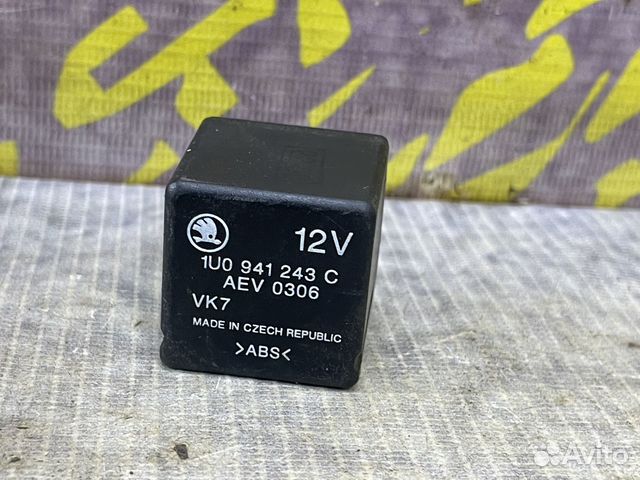 12V
1U0 941 243 C
AEV 0306
VK7
MADE IN CZECH REPUBLIC
>ABS<
Avito